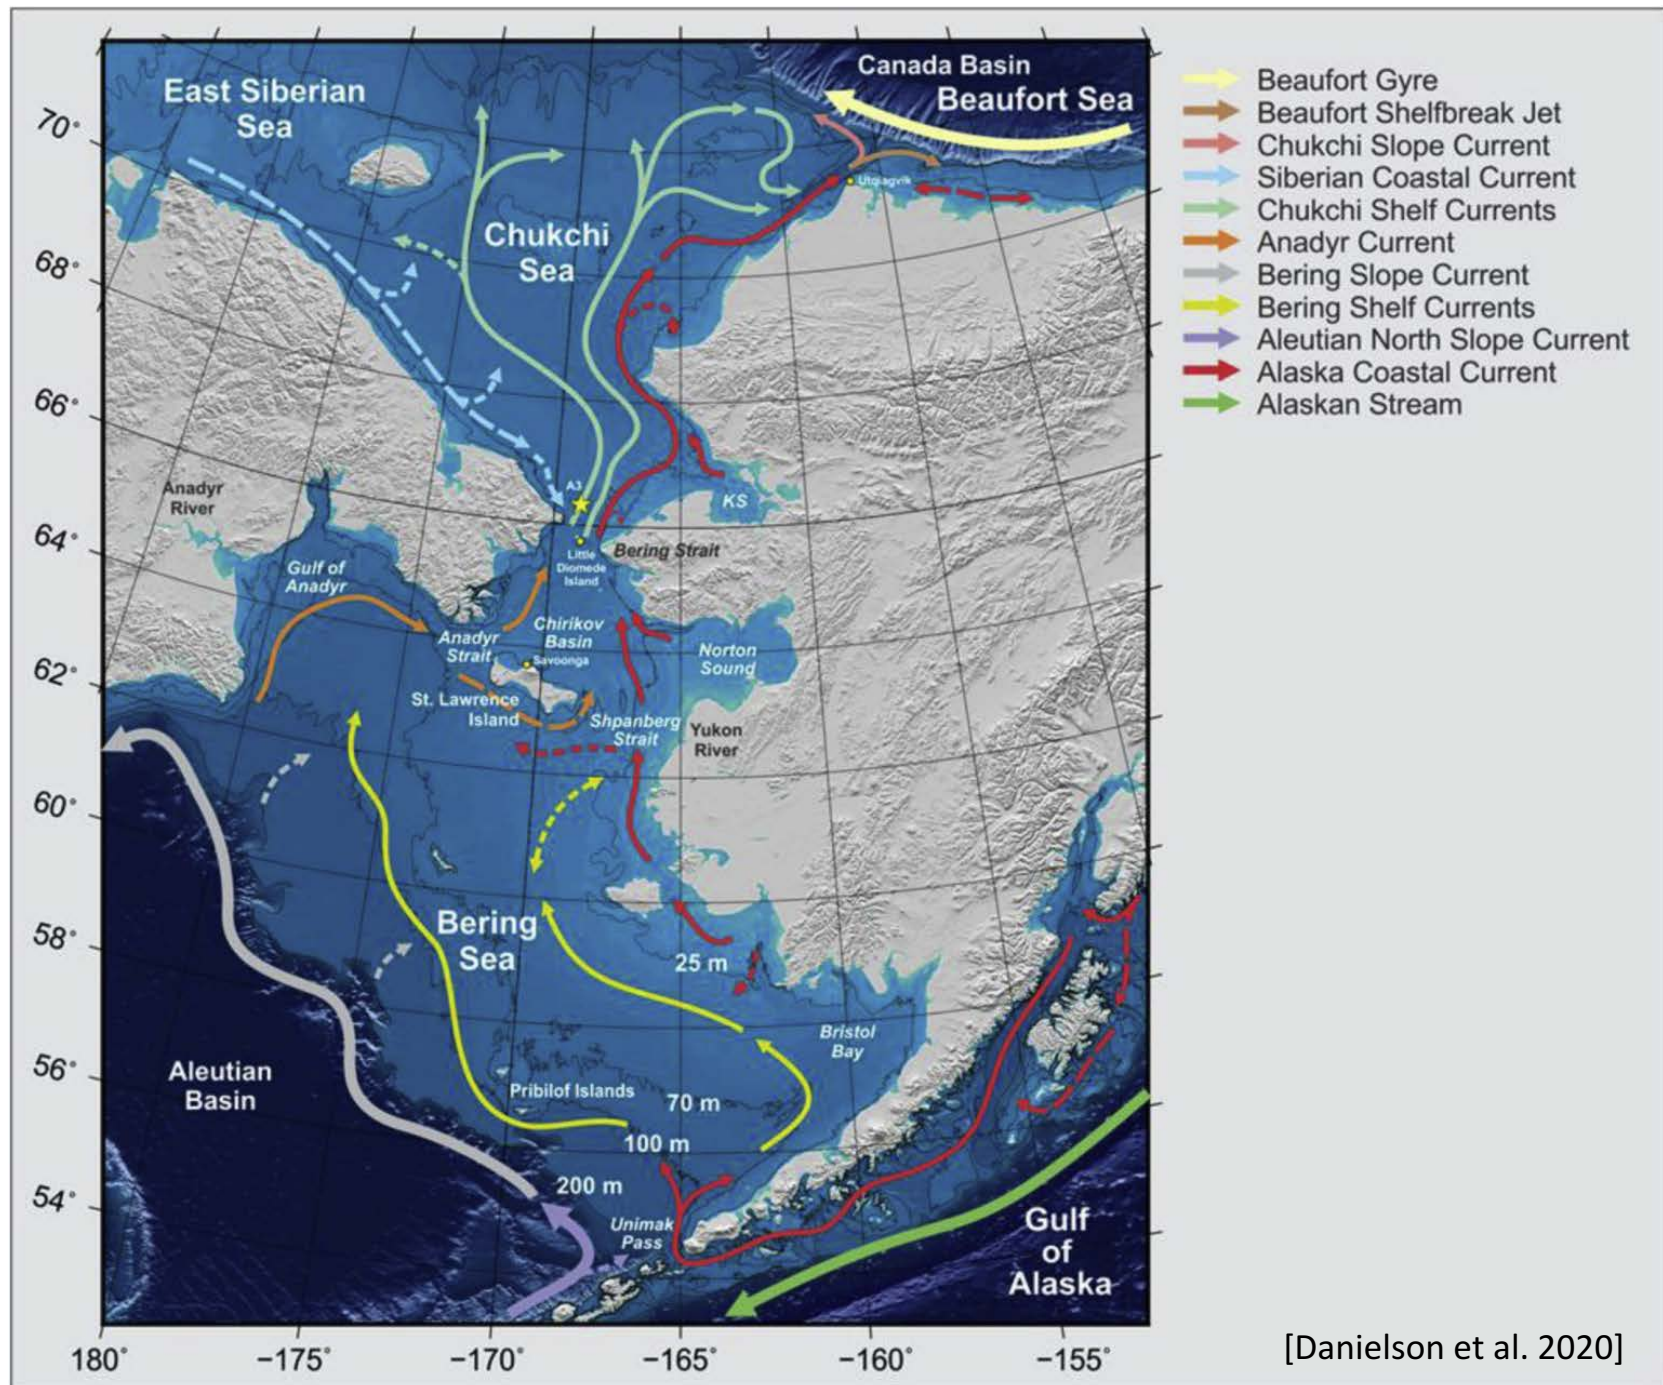 East Siberian
Sea
Canada Basin
Beaufort Sea
Utqiaġvik
Chukchi
Sea
Anadyr
River
A3
KS
Little
Diomede
Island
Bering Strait
Gulf of
Anadyr
Anadyr
Strait
Chirikov
Basin
Savoonga
Norton
Sound
St. Lawrence
Island
Shpanberg
Strait
Yukon
River
Bering
Sea
25 m
Bristol
Bay
Aleutian
Basin
Pribilof Islands
70 m
100 m
200 m
Unimak
Pass
Gulf
of
Alaska
70°
68°
66°
64°
62°
60°
58°
56°
54°
180° −175° −170° −165° −160° −155°
Beaufort Gyre
Beaufort Shelfbreak Jet
Chukchi Slope Current
Siberian Coastal Current
Chukchi Shelf Currents
Anadyr Current
Bering Slope Current
Bering Shelf Currents
Aleutian North Slope Current
Alaska Coastal Current
Alaskan Stream
[Danielson et al. 2020]